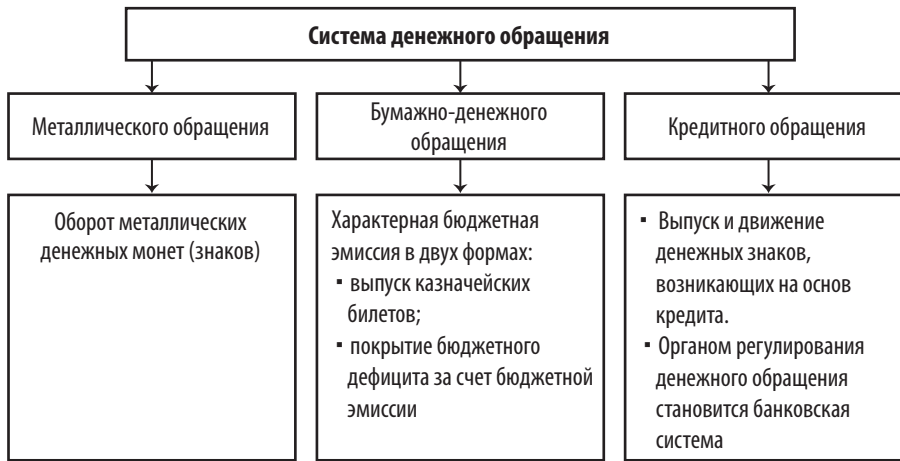 Система денежного обращения
Металлического обращения
Бумажно-денежного
обращения
Кредитного обращения
Оборот металлических
денежных монет (знаков)
Характерная бюджетная
эмиссия в двух формах:
▪ выпуск казначейских
билетов;
▪ покрытие бюджетного
дефицита за счет бюджетной
эмиссии
▪ Выпуск и движение
денежных знаков,
возникающих на основ
кредита.
▪ Органом регулирования
денежного обращения
становится банковская
система